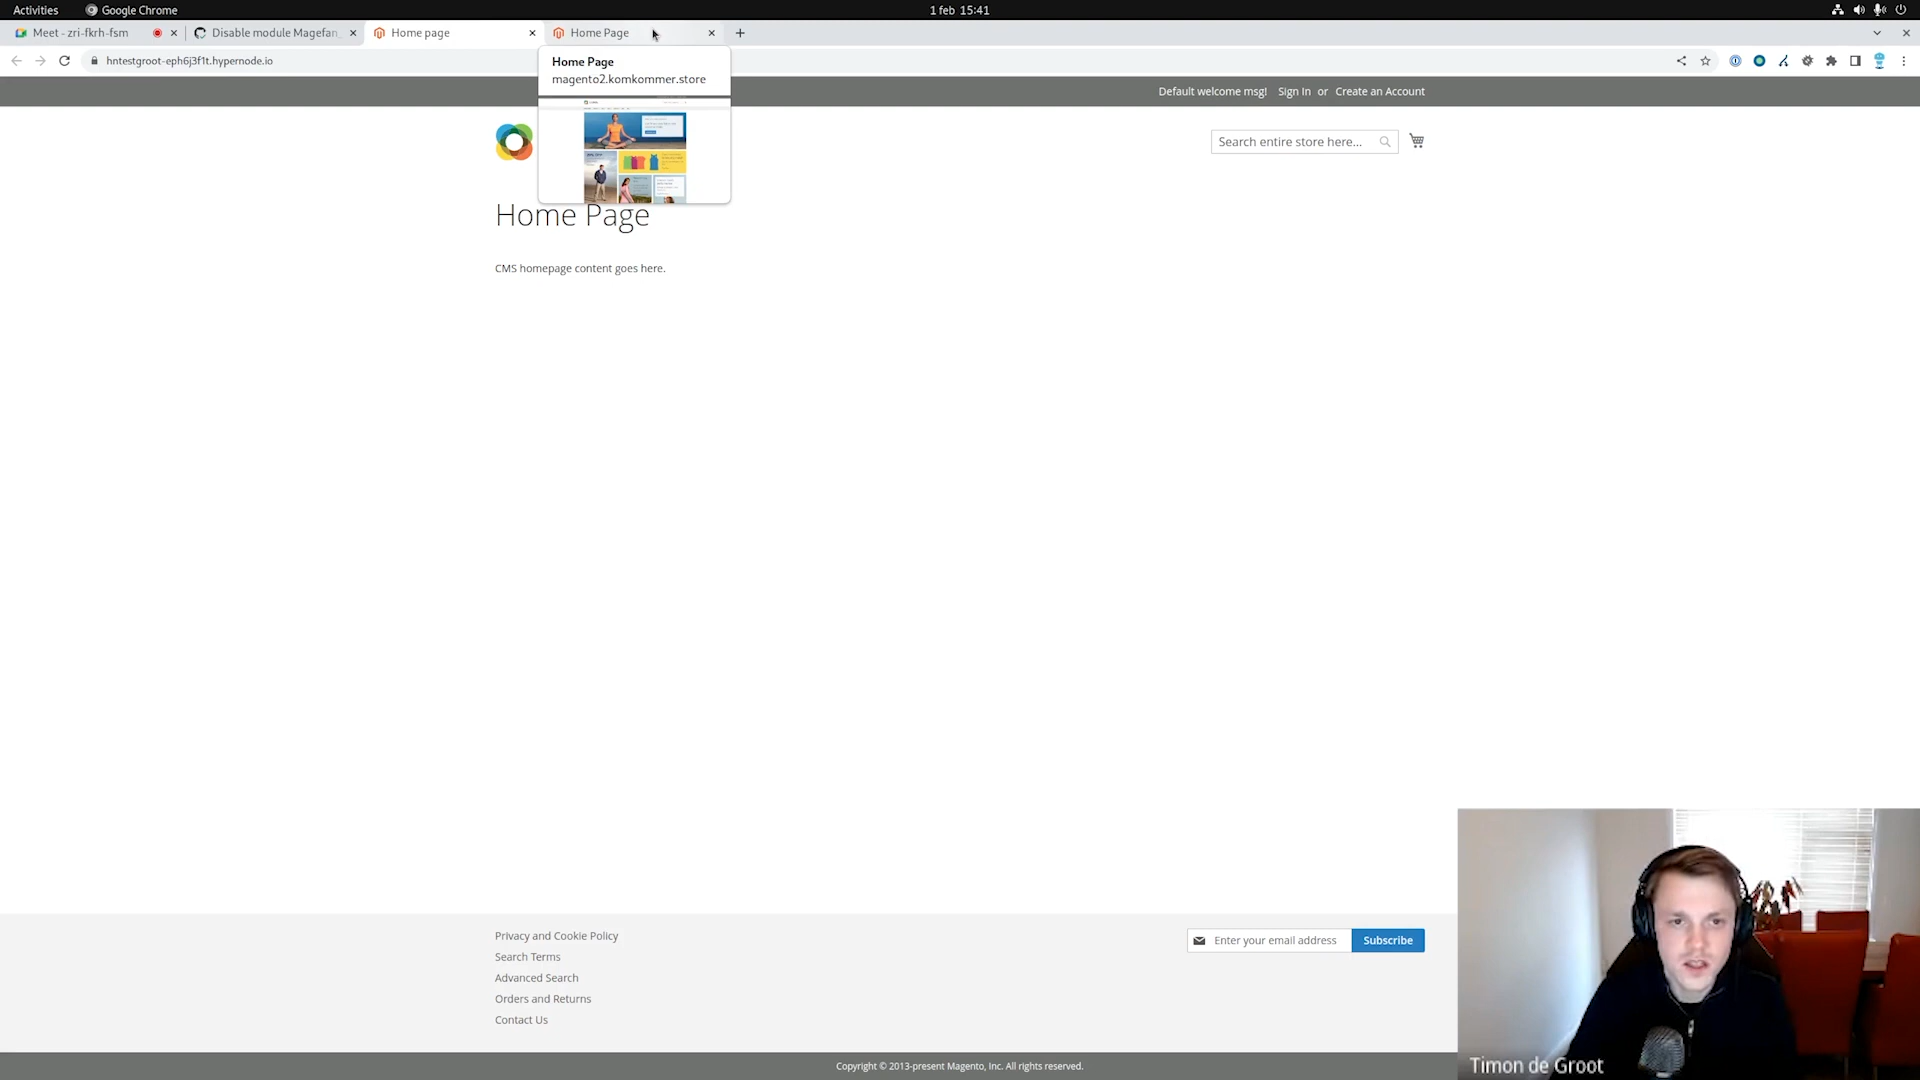 Activities
Google Chrome
1 feb 15:41
Meet - zri-fkrh-fsm
Disable module Magefan
Home page
Home Page
hntestgroot-eph6j3f1t.hypernode.io
Home Page
magento2.komkommer.store
Default welcome msg! Sign In or Create an Account
Search entire store here...
Home Page
CMS homepage content goes here.
Privacy and Cookie Policy
Search Terms
Advanced Search
Orders and Returns
Contact Us
Enter your email address
Subscribe
Copyright © 2013-present Magento, Inc. All rights reserved.
Timon de Groot